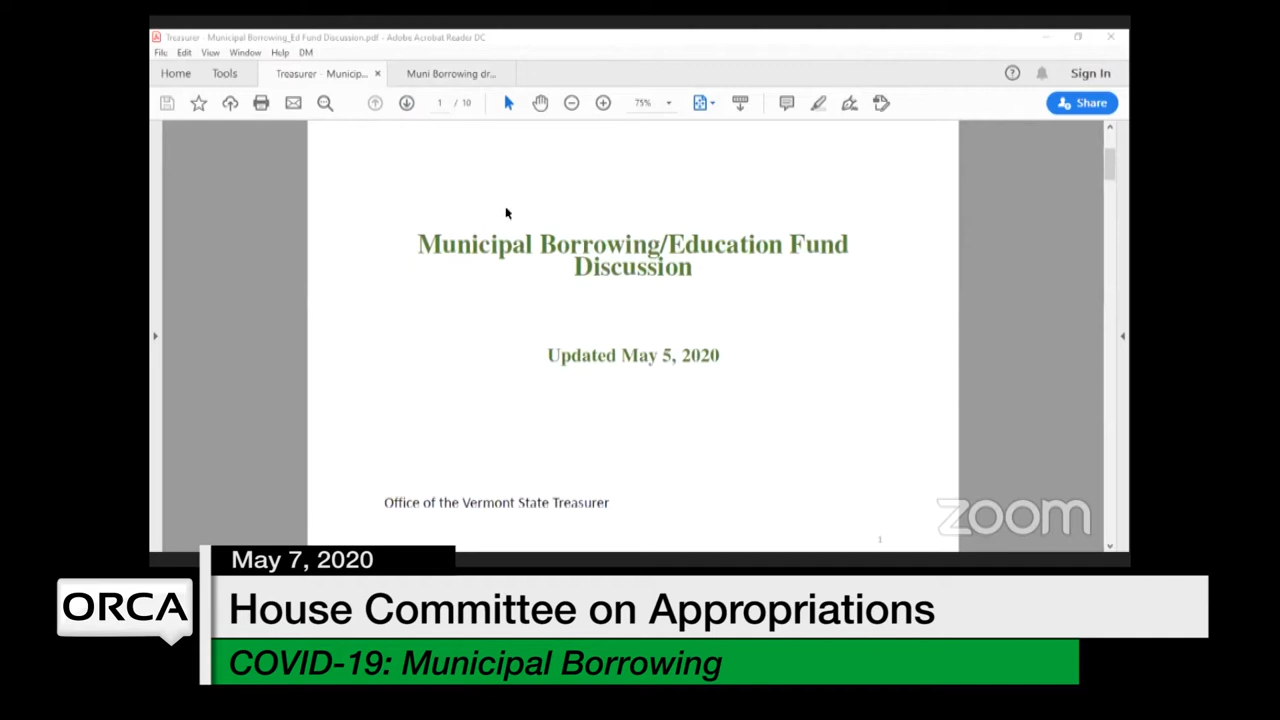 Treasurer - Municipal Borrowing_Ed Fund Discussion.pdf - Adobe Acrobat Reader DC
File Edit View Window Help DM
Home Tools Treasurer - Municip... × Muni Borrowing dr... Sign In
1 / 10 75% Share
Municipal Borrowing/Education Fund
Discussion
Updated May 5, 2020
Office of the Vermont State Treasurer
zoom
1
May 7, 2020
ORCA
House Committee on Appropriations
COVID-19: Municipal Borrowing